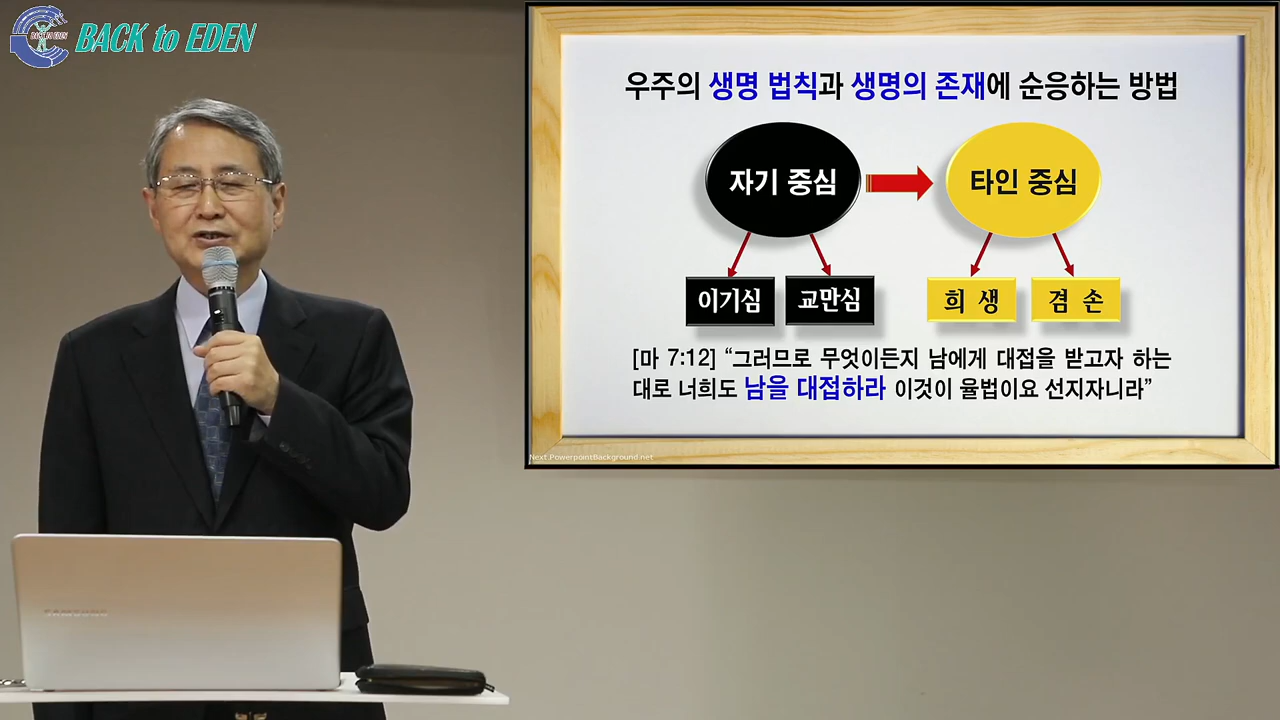 BACK to EDEN
BACK TO EDEN
우주의 생명 법칙과 생명의 존재에 순응하는 방법
자기 중심
타인 중심
이기심
교만심
희 생
겸 손
[마 7:12] “그러므로 무엇이든지 남에게 대접을 받고자 하는
대로 너희도 남을 대접하라 이것이 율법이요 선지자니라”
Next.PowerpointBackground.net
SAMSUNG